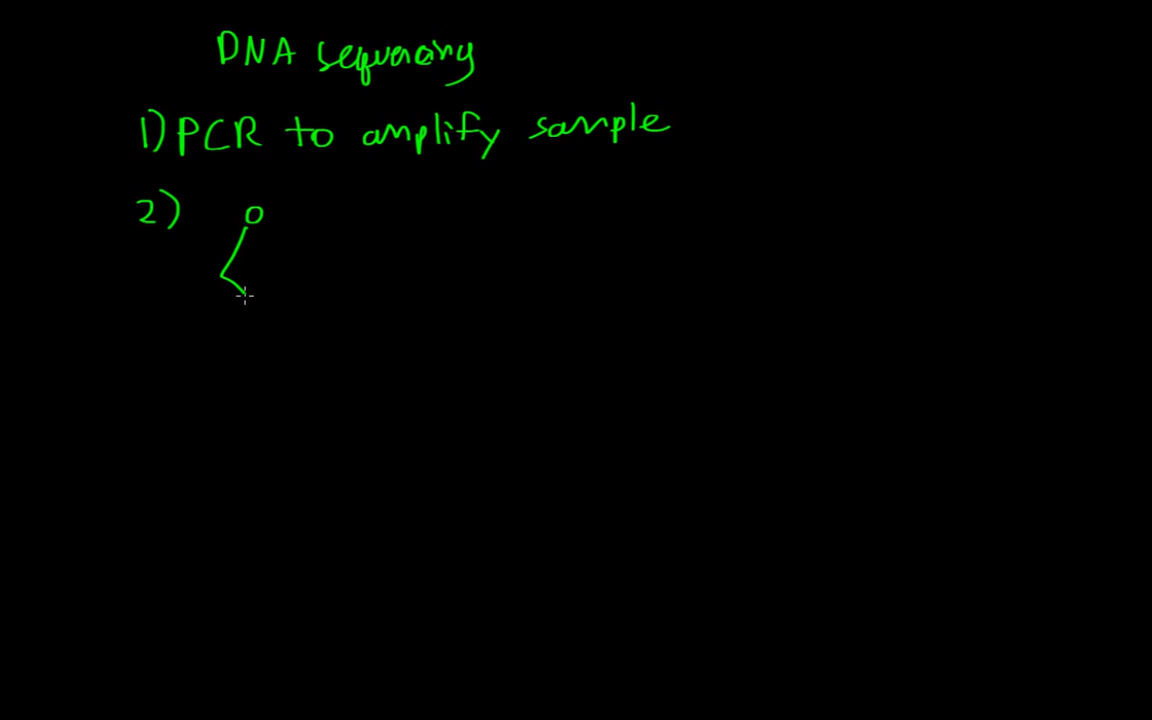 DNA sequencing
1) PCR to amplify sample
2) O